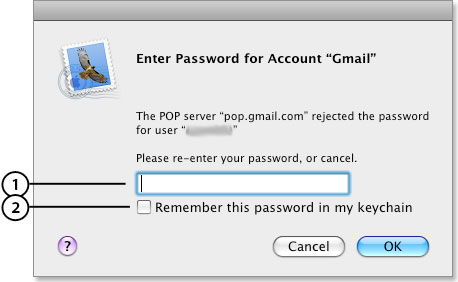 Enter Password for Account “Gmail”
The POP server “pop.gmail.com” rejected the password
for user “ ”
Please re-enter your password, or cancel.
1
2 Remember this password in my keychain
? Cancel OK